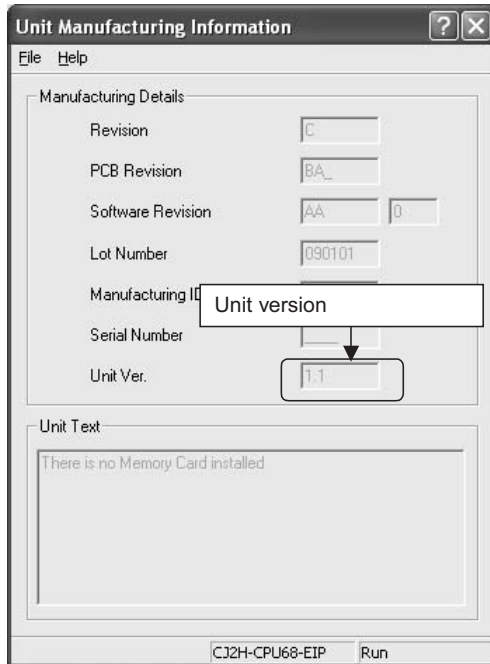 Unit Manufacturing Information
File Help
Manufacturing Details
Revision C
PCB Revision BA_
Software Revision AA 0
Lot Number 090101
Manufacturing ID
Unit version
Serial Number ____
Unit Ver. 1.1
Unit Text
There is no Memory Card installed
CJ2H-CPU68-EIP Run